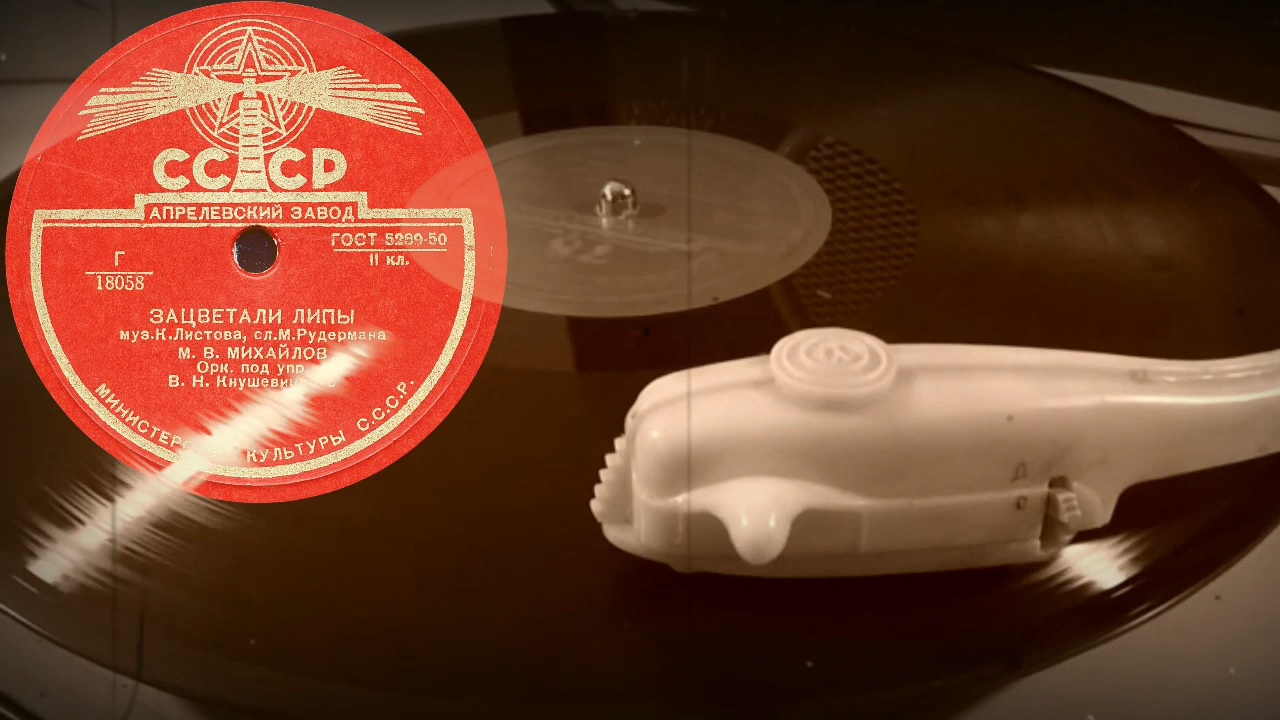 СССР
АПРЕЛЕВСКИЙ ЗАВОД
ГОСТ 5289-50
II кл.
Г
18058
ЗАЦВЕТАЛИ ЛИПЫ
муз.К.Листова, сл.М.Рудермана
М. В. МИХАЙЛОВ
Орк. под упр.
В. Н.
КУЛЬТУРЫ С.С.С.Р.